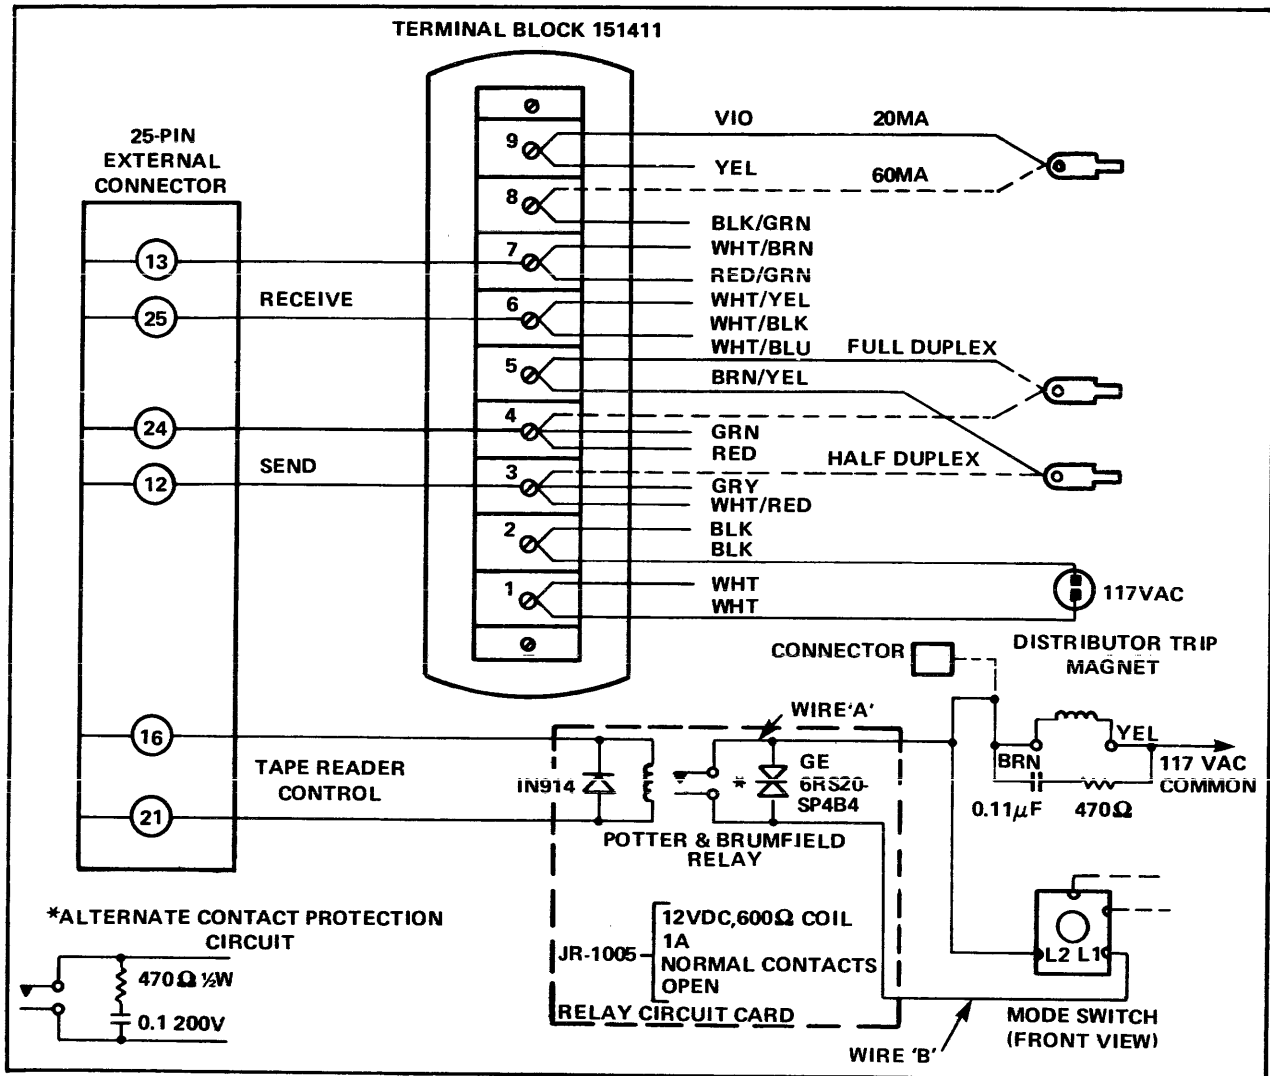 TERMINAL BLOCK 151411
25-PIN
EXTERNAL
CONNECTOR
9
8
7
6
5
4
3
2
1
VIO
20MA
YEL
60MA
BLK/GRN
WHT/BRN
RED/GRN
WHT/YEL
WHT/BLK
WHT/BLU
FULL DUPLEX
BRN/YEL
GRN
RED
HALF DUPLEX
GRY
WHT/RED
BLK
BLK
WHT
WHT
117VAC
13
RECEIVE
25
24
SEND
12
16
TAPE READER
CONTROL
21
CONNECTOR
DISTRIBUTOR TRIP
MAGNET
WIRE 'A'
YEL
BRN
117 VAC
COMMON
0.11µF
470Ω
IN914
*
GE
6RS20-
SP4B4
POTTER & BRUMFIELD
RELAY
JR-1005
12VDC,600Ω COIL
1A
NORMAL CONTACTS
OPEN
RELAY CIRCUIT CARD
L2 L1
MODE SWITCH
(FRONT VIEW)
WIRE 'B'
*ALTERNATE CONTACT PROTECTION
CIRCUIT
470Ω ½W
0.1 200V